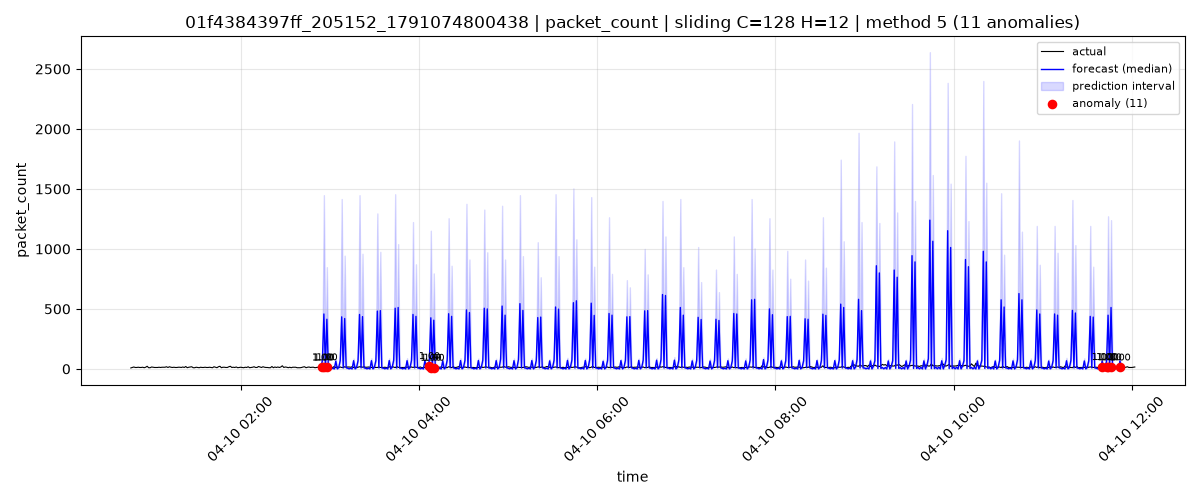 01f4384397ff_205152_1791074800438 | packet_count | sliding C=128 H=12 | method 5 (11 anomalies)
actual
forecast (median)
prediction interval
anomaly (11)
packet_count
2500
2000
1500
1000
500
0
04-10 02:00
04-10 04:00
04-10 06:00
04-10 08:00
04-10 10:00
04-10 12:00
time